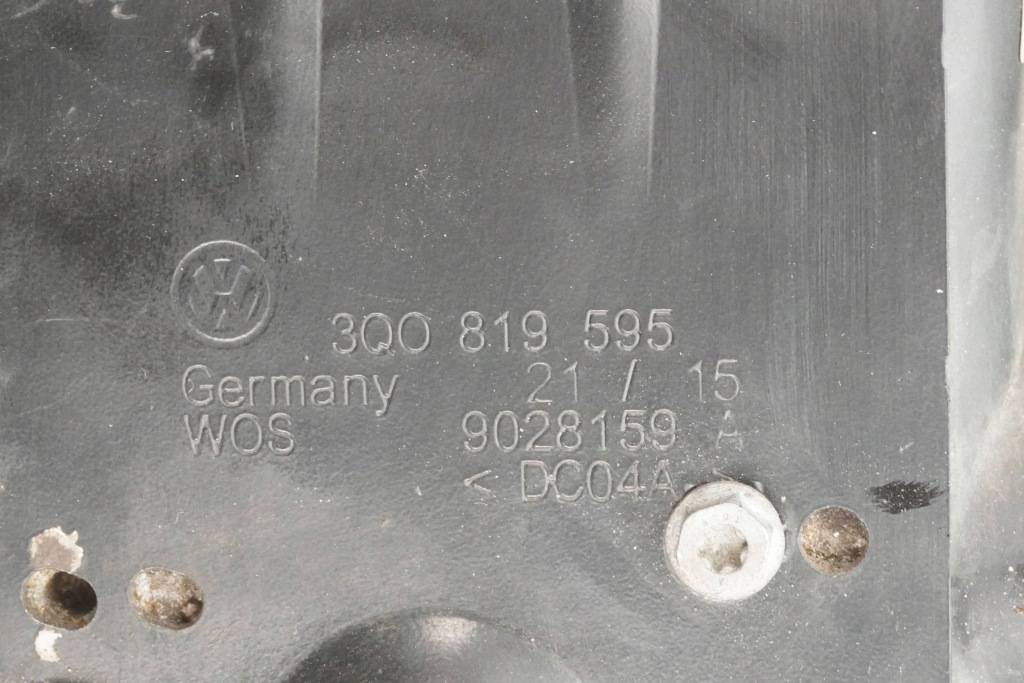 3Q0 819 595
Germany 21 / 15
WOS 9028159 A
< DC04A >